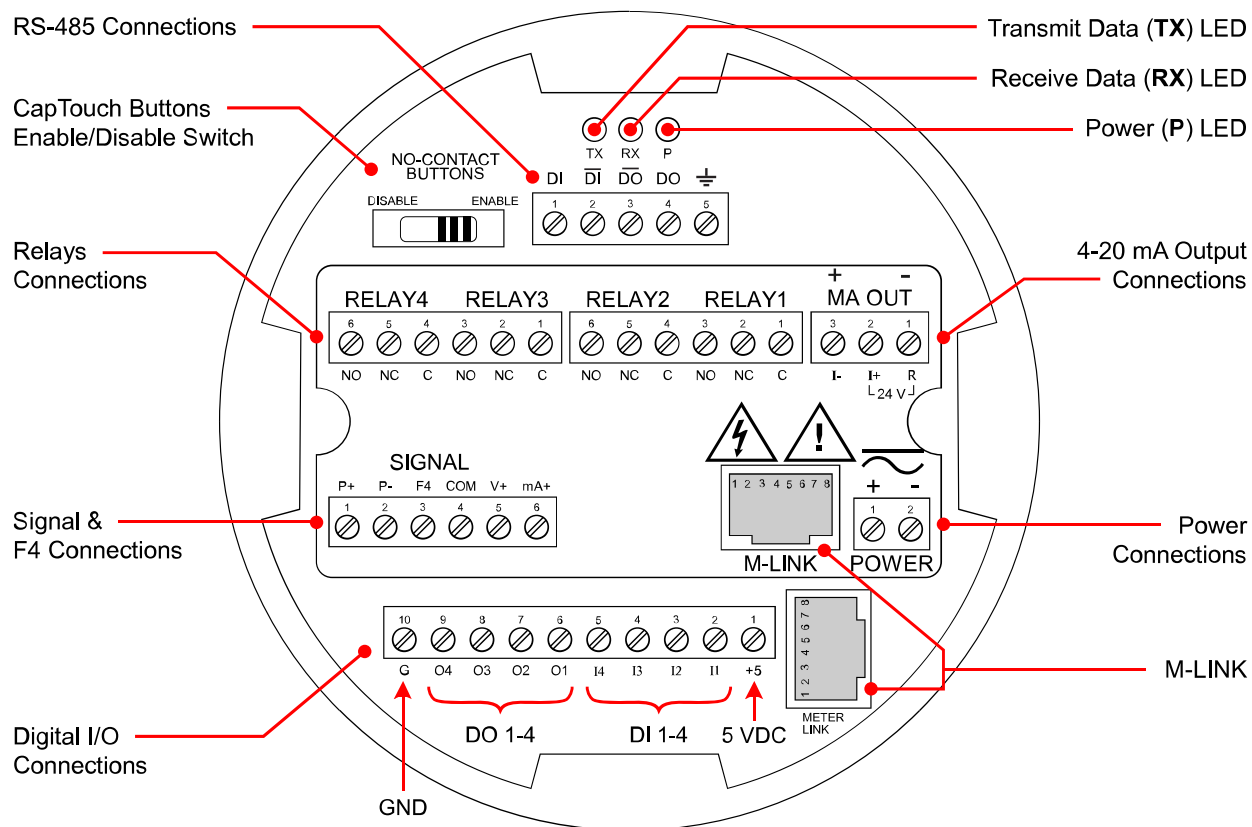 RS-485 Connections
Transmit Data (TX) LED
Receive Data (RX) LED
Power (P) LED
CapTouch Buttons
Enable/Disable Switch
TX RX P
NO-CONTACT
BUTTONS
DISABLE ENABLE
DI D̅I̅ D̅O̅ DO
1 2 3 4 5
Relays
Connections
4-20 mA Output
Connections
+ -
RELAY4 RELAY3 RELAY2 RELAY1 MA OUT
6 5 4 3 2 1 6 5 4 3 2 1 3 2 1
NO NC C NO NC C NO NC C NO NC C I- I+ R
24 V
!
SIGNAL
P+ P- F4 COM V+ mA+
1 2 3 4 5 6
1 2 3 4 5 6 7 8
+ -
1 2
M-LINK POWER
Signal &
F4 Connections
Power
Connections
10 9 8 7 6 5 4 3 2 1
G O4 O3 O2 O1 I4 I3 I2 I1 +5
1 2 3 4 5 6 7 8
METER
LINK
M-LINK
DO 1-4 DI 1-4 5 VDC
Digital I/O
Connections
GND